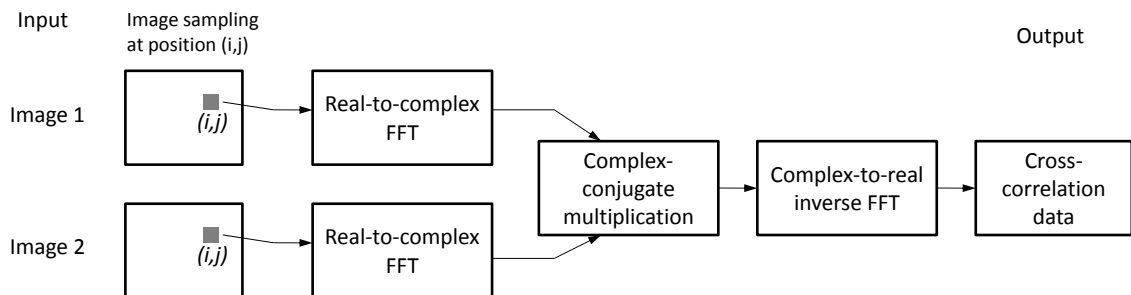 Input
Image sampling
at position (i,j)
Output
Image 1
(i,j)
Real-to-complex
FFT
Complex-
conjugate
multiplication
Complex-to-real
inverse FFT
Cross-
correlation
data
Image 2
(i,j)
Real-to-complex
FFT